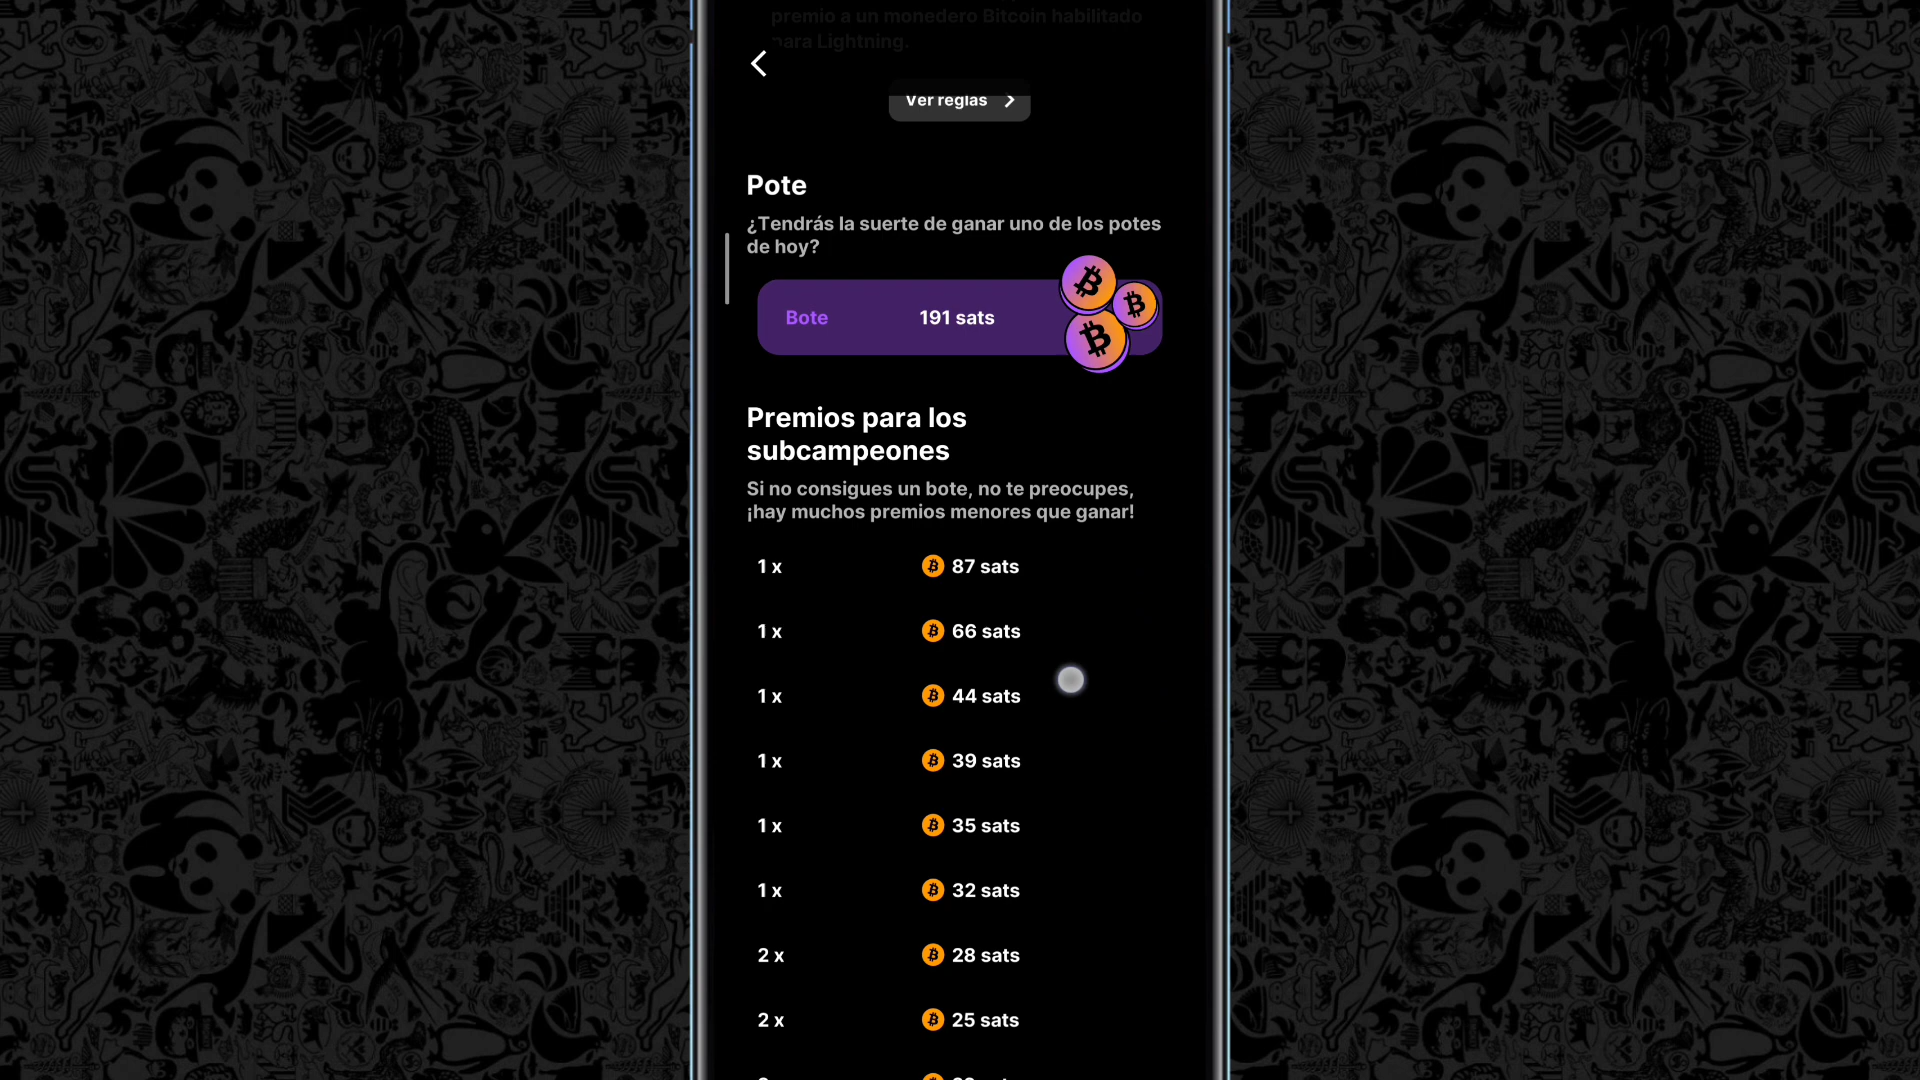 premio a un monedero Bitcoin habilitado
para Lightning.
Ver reglas
Pote
¿Tendrás la suerte de ganar uno de los potes
de hoy?
Bote 191 sats
Premios para los
subcampeones
Si no consigues un bote, no te preocupes,
¡hay muchos premios menores que ganar!
1 x 87 sats
1 x 66 sats
1 x 44 sats
1 x 39 sats
1 x 35 sats
1 x 32 sats
2 x 28 sats
2 x 25 sats